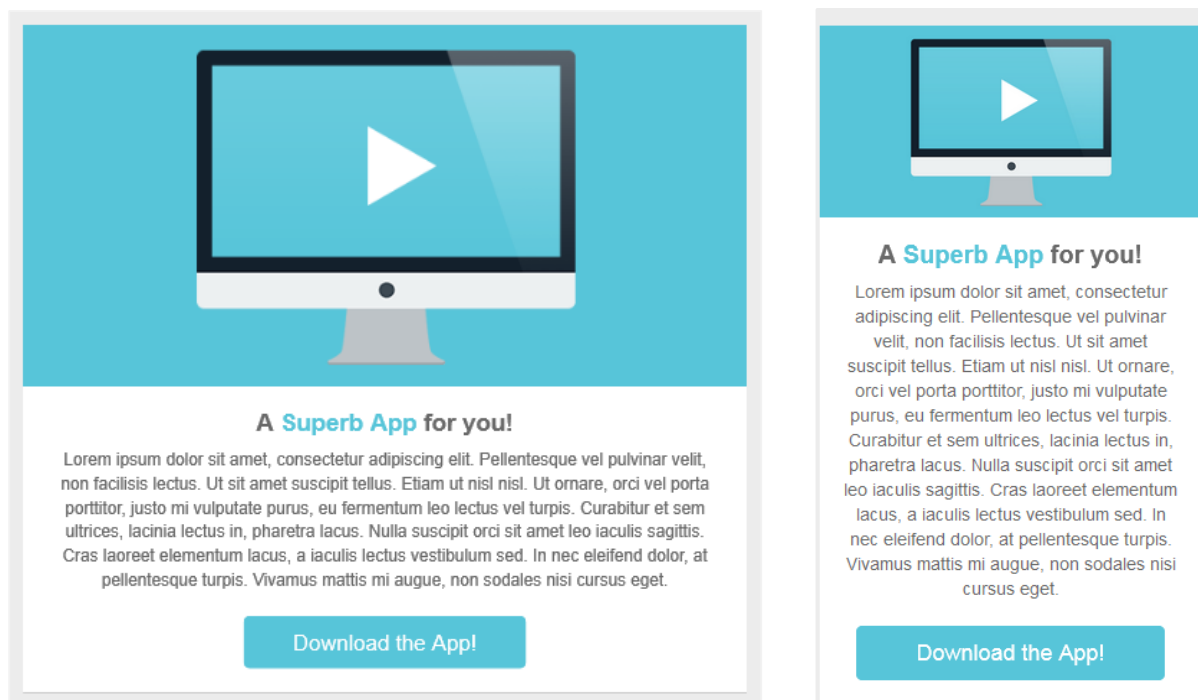 A Superb App for you!
Lorem ipsum dolor sit amet, consectetur adipiscing elit. Pellentesque vel pulvinar velit,
non facilisis lectus. Ut sit amet suscipit tellus. Etiam ut nisl nisl. Ut ornare, orci vel porta
porttitor, justo mi vulputate purus, eu fermentum leo lectus vel turpis. Curabitur et sem
ultrices, lacinia lectus in, pharetra lacus. Nulla suscipit orci sit amet leo iaculis sagittis.
Cras laoreet elementum lacus, a iaculis lectus vestibulum sed. In nec eleifend dolor, at
pellentesque turpis. Vivamus mattis mi augue, non sodales nisi cursus eget.
Download the App!
A Superb App for you!
Lorem ipsum dolor sit amet, consectetur
adipiscing elit. Pellentesque vel pulvinar
velit, non facilisis lectus. Ut sit amet
suscipit tellus. Etiam ut nisl nisl. Ut ornare,
orci vel porta porttitor, justo mi vulputate
purus, eu fermentum leo lectus vel turpis.
Curabitur et sem ultrices, lacinia lectus in,
pharetra lacus. Nulla suscipit orci sit amet
leo iaculis sagittis. Cras laoreet elementum
lacus, a iaculis lectus vestibulum sed. In
nec eleifend dolor, at pellentesque turpis.
Vivamus mattis mi augue, non sodales nisi
cursus eget.
Download the App!